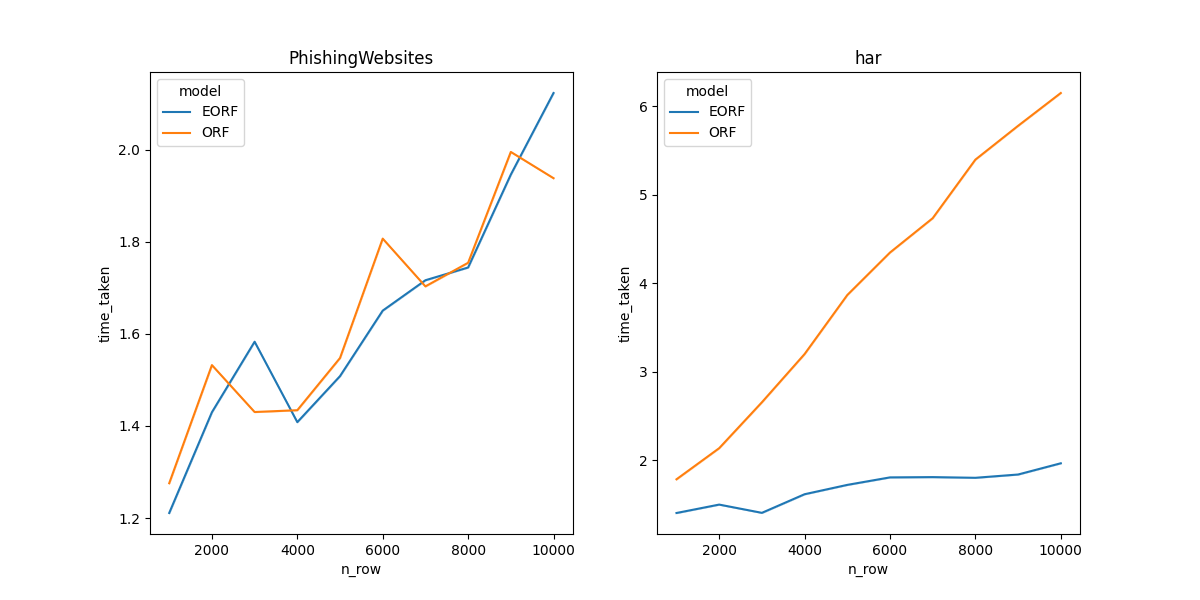 PhishingWebsites
model
EORF
ORF
time_taken
2.0
1.8
1.6
1.4
1.2
2000 4000 6000 8000 10000
n_row
har
model
EORF
ORF
time_taken
6
5
4
3
2
2000 4000 6000 8000 10000
n_row